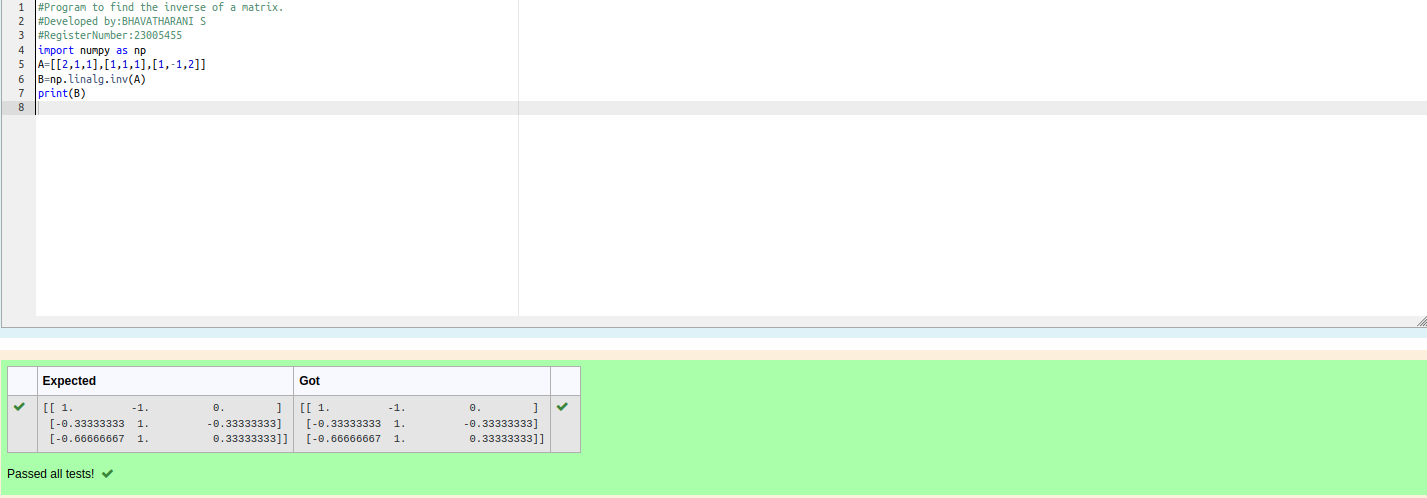 1 #Program to find the inverse of a matrix.
2 #Developed by:BHAVATHARANI S
3 #RegisterNumber:23005455
4 import numpy as np
5 A=[[2,1,1],[1,1,1],[1,-1,2]]
6 B=np.linalg.inv(A)
7 print(B)
8
Expected Got
[[ 1.         -1.          0.        ] [[ 1.         -1.          0.        ]
 [-0.33333333  1.         -0.33333333]  [-0.33333333  1.         -0.33333333]
 [-0.66666667  1.          0.33333333]]  [-0.66666667  1.          0.33333333]]
Passed all tests!